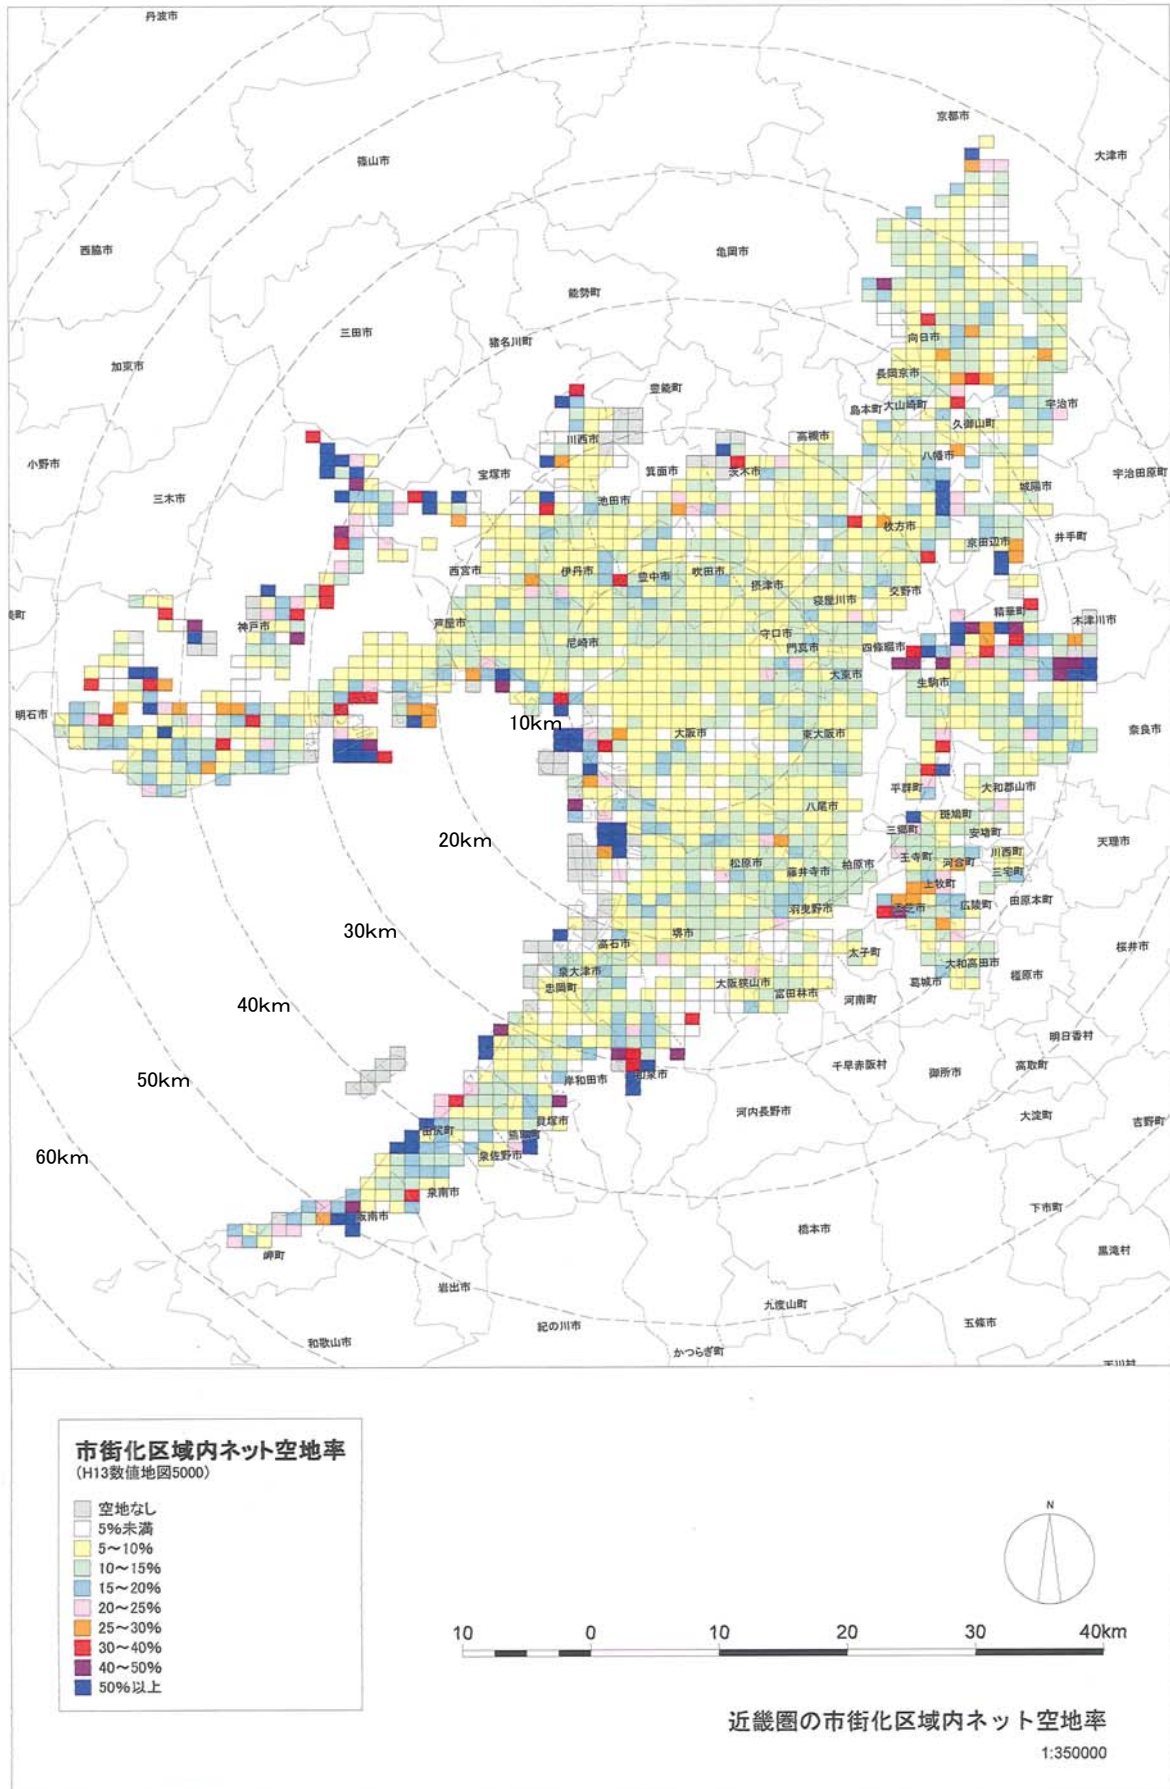 丹波市
京都市
大津市
篠山市
西脇市
亀岡市
能勢町
三田市
猪名川町
向日市
加東市
長岡京市
豊能町
島本町
大山崎町
宇治市
久御山町
川西市
高槻市
八幡市
小野市
宝塚市
箕面市
茨木市
宇治田原町
三木市
池田市
城陽市
枚方市
井手町
京田辺市
西宮市
伊丹市
豊中市
吹田市
摂津市
交野市
寝屋川市
精華町
木津川市
神戸市
芦屋市
尼崎市
守口市
門真市
四條畷市
大東市
生駒市
明石市
10km
大阪市
東大阪市
奈良市
平群町
大和郡山市
八尾市
斑鳩町
三郷町
安堵町
20km
天理市
川西町
王寺町
河合町
松原市
柏原市
藤井寺市
三宅町
上牧町
田原本町
広陵町
香芝市
羽曳野市
30km
堺市
高石市
桜井市
太子町
大和高田市
泉大津市
橿原市
大阪狭山市
葛城市
忠岡町
富田林市
河南町
40km
明日香村
千早赤阪村
高取町
御所市
50km
岸和田市
和泉市
河内長野市
大淀町
貝塚市
吉野町
田尻町
熊取町
60km
泉佐野市
泉南市
下市町
阪南市
橋本市
黒滝村
岬町
岩出市
九度山町
紀の川市
五條市
和歌山市
かつらぎ町
天川村
市街化区域内ネット空地率
(H13数値地図5000)
空地なし
5%未満
5～10%
10～15%
15～20%
20～25%
25～30%
30～40%
40～50%
50%以上
N
10 0 10 20 30 40km
近畿圏の市街化区域内ネット空地率
1:350000